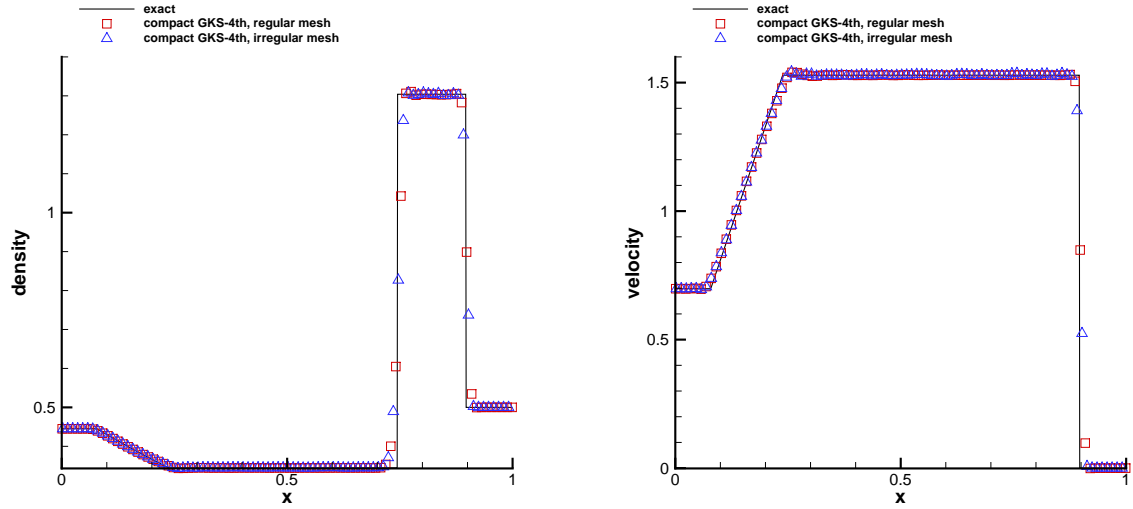 exact
compact GKS-4th, regular mesh
compact GKS-4th, irregular mesh
density
1
0.5
0
0.5
1
x
exact
compact GKS-4th, regular mesh
compact GKS-4th, irregular mesh
velocity
1.5
1
0.5
0
0
0.5
1
x